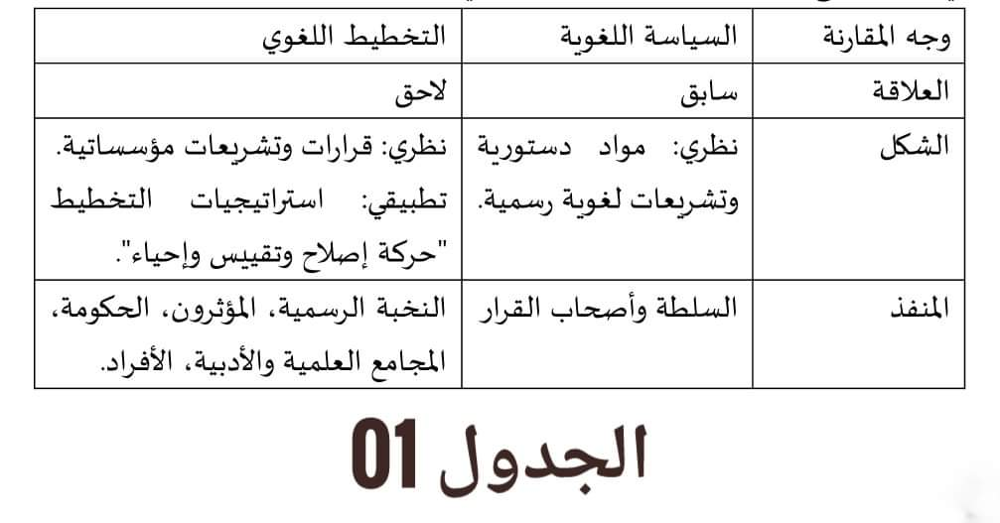 وجه المقارنة السياسة اللغوية التخطيط اللغوي
العلاقة سابق لاحق
الشكل نظري: مواد دستورية نظري: قرارات وتشريعات مؤسساتية.
وتشريعات لغوية رسمية. تطبيقي: استراتيجيات التخطيط
"حركة إصلاح وتقييس وإحياء".
المنفذ السلطة وأصحاب القرار النخبة الرسمية، المؤثرون، الحكومة،
المجامع العلمية والأدبية، الأفراد.
الجدول 01